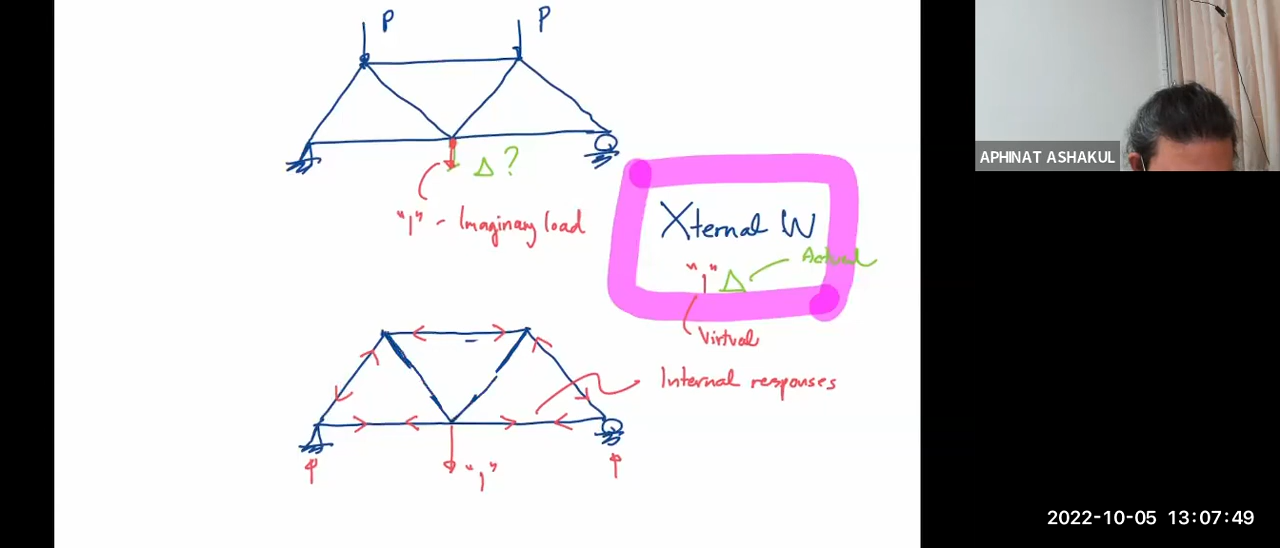 P P
APHINAT ASHAKUL
Δ ?
"1" - Imaginary load
Xternal W
"1" Δ Actual
Virtual
Internal responses
"1"
2022-10-05 13:07:49